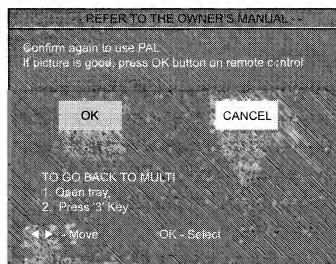 - - REFER TO THE OWNER'S MANUAL - -
Confirm again to use PAL.
If picture is good, press OK button on remote control
OK CANCEL
TO GO BACK TO MULTI
1. Open tray.
2. Press '3' Key
◄ ► - Move OK - Select